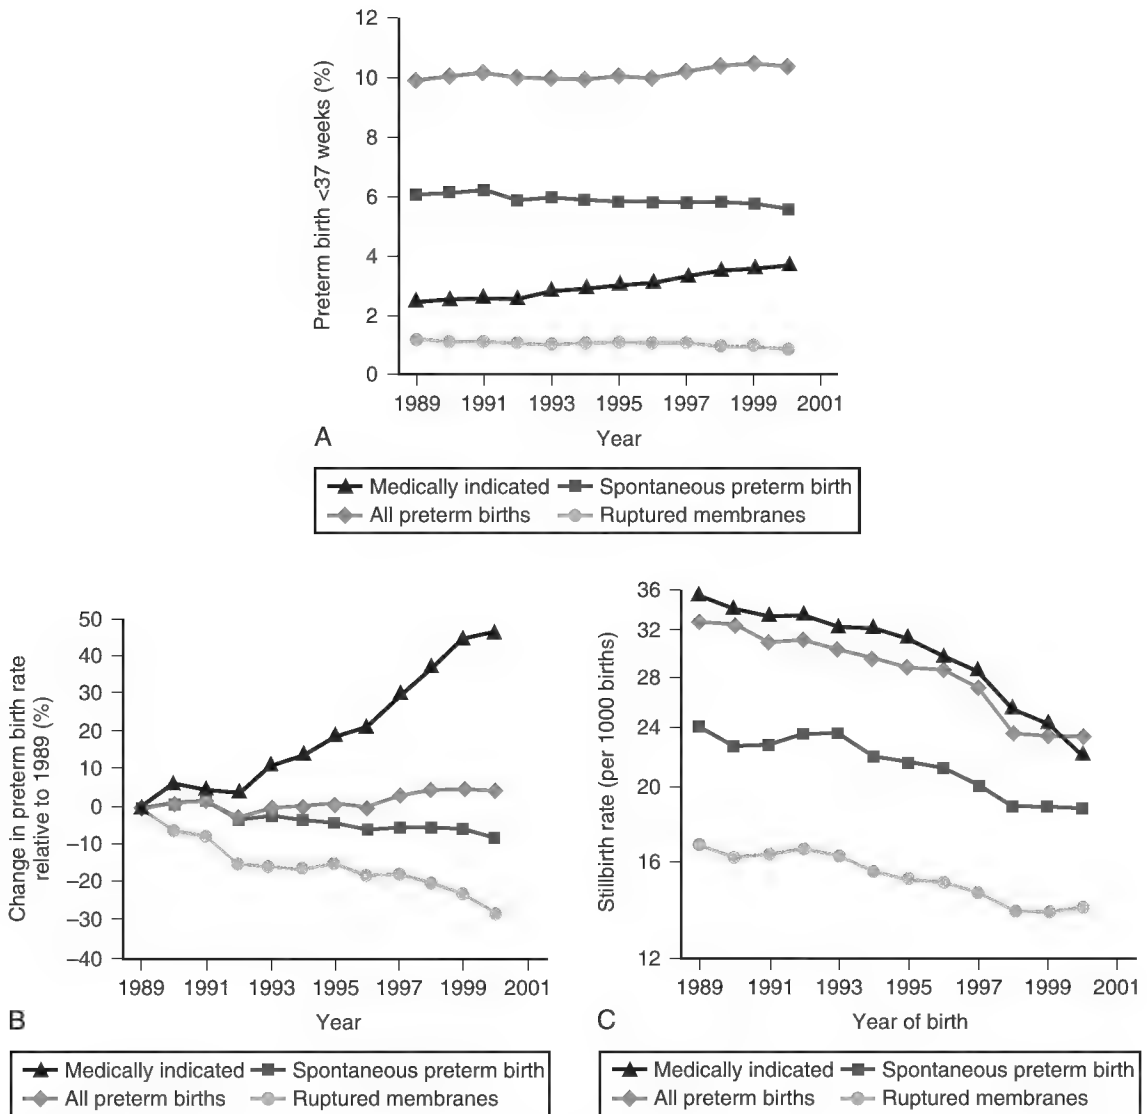 12
10
8
6
4
2
0
Preterm birth <37 weeks (%)
1989 1991 1993 1995 1997 1999 2001
A
Year
Medically indicated Spontaneous preterm birth
All preterm births Ruptured membranes
50
40
30
20
10
0
–10
–20
–30
–40
Change in preterm birth rate
relative to 1989 (%)
1989 1991 1993 1995 1997 1999 2001
B
Year
Medically indicated Spontaneous preterm birth
All preterm births Ruptured membranes
36
32
28
24
20
16
12
Stillbirth rate (per 1000 births)
1989 1991 1993 1995 1997 1999 2001
C
Year of birth
Medically indicated Spontaneous preterm birth
All preterm births Ruptured membranes